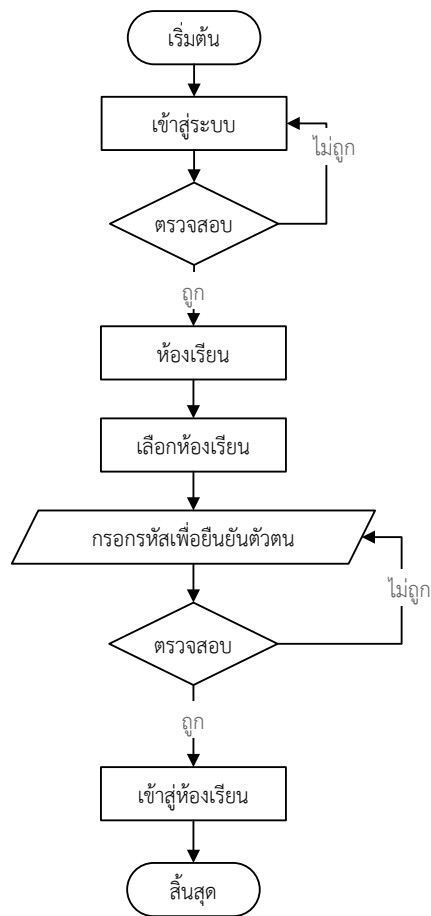 เริ่มต้น
เข้าสู่ระบบ
ไม่ถูก
ตรวจสอบ
ถูก
ห้องเรียน
เลือกห้องเรียน
กรอกรหัสเพื่อยืนยันตัวตน
ไม่ถูก
ตรวจสอบ
ถูก
เข้าสู่ห้องเรียน
สิ้นสุด